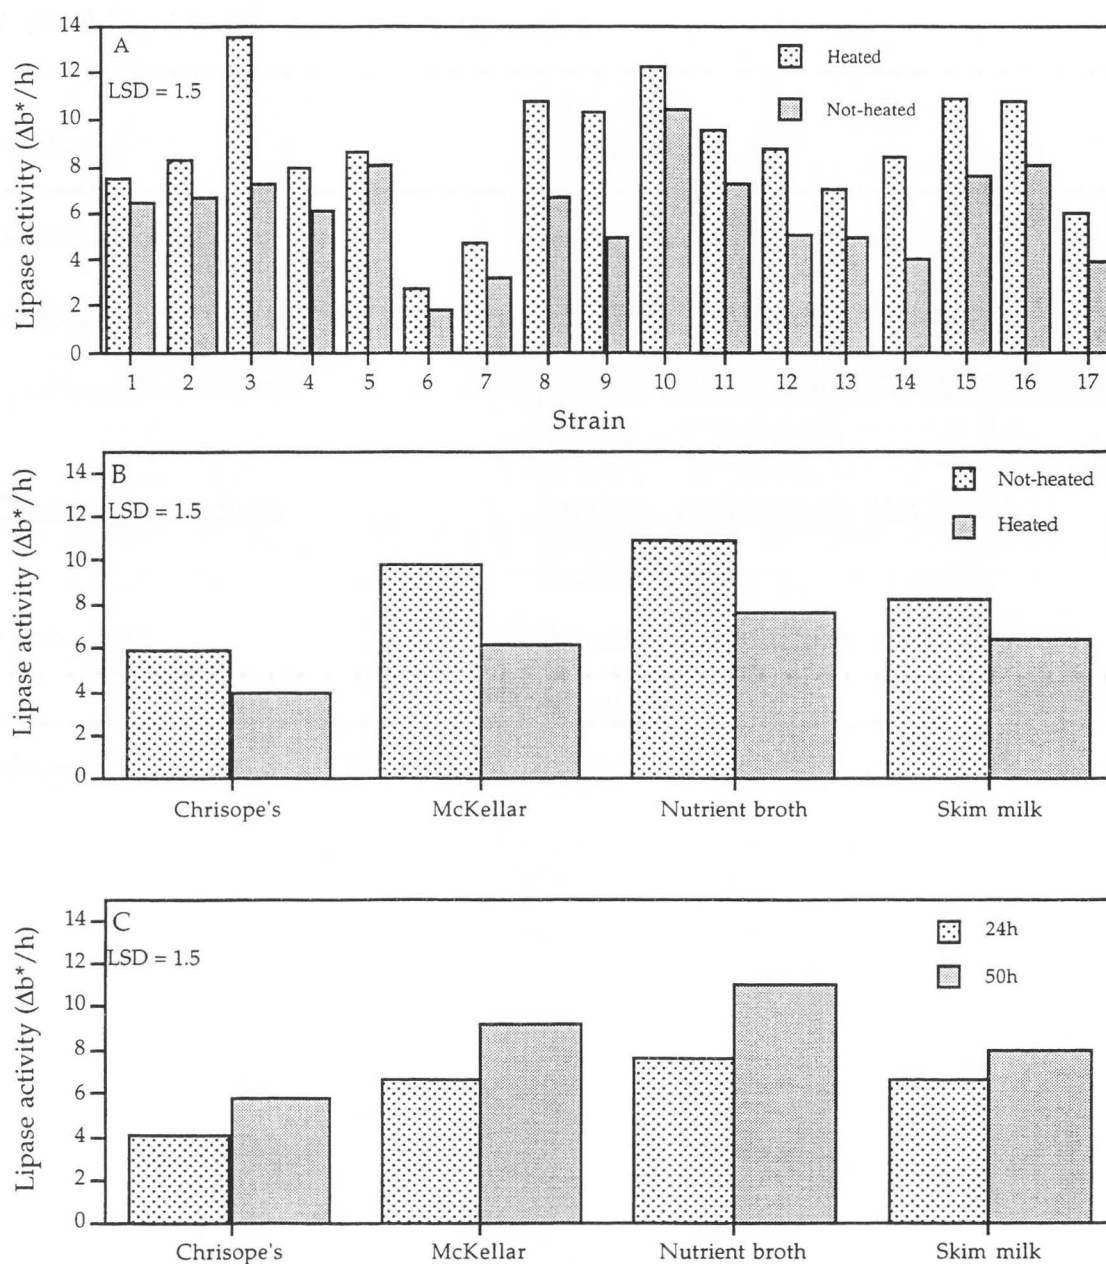 A
LSD = 1.5
Heated
Not-heated
Lipase activity (Δb*/h)
14
12
10
8
6
4
2
0
1 2 3 4 5 6 7 8 9 10 11 12 13 14 15 16 17
Strain
B
LSD = 1.5
Not-heated
Heated
Lipase activity (Δb*/h)
14
12
10
8
6
4
2
0
Chrisope's McKellar Nutrient broth Skim milk
C
LSD = 1.5
24h
50h
Lipase activity (Δb*/h)
14
12
10
8
6
4
2
0
Chrisope's McKellar Nutrient broth Skim milk